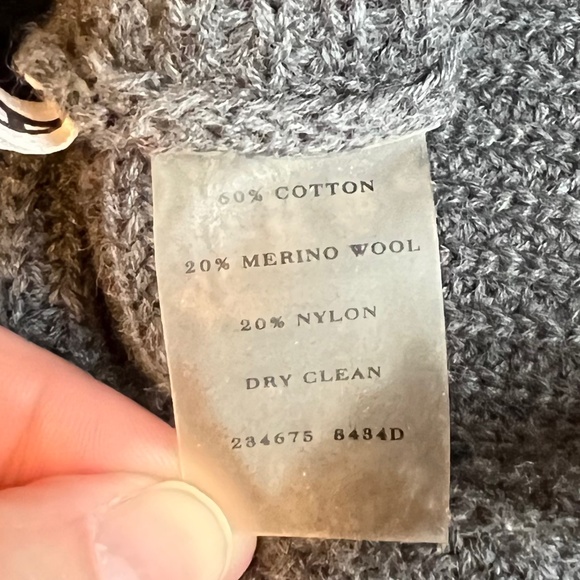 60% COTTON
20% MERINO WOOL
20% NYLON
DRY CLEAN
234675 8434D